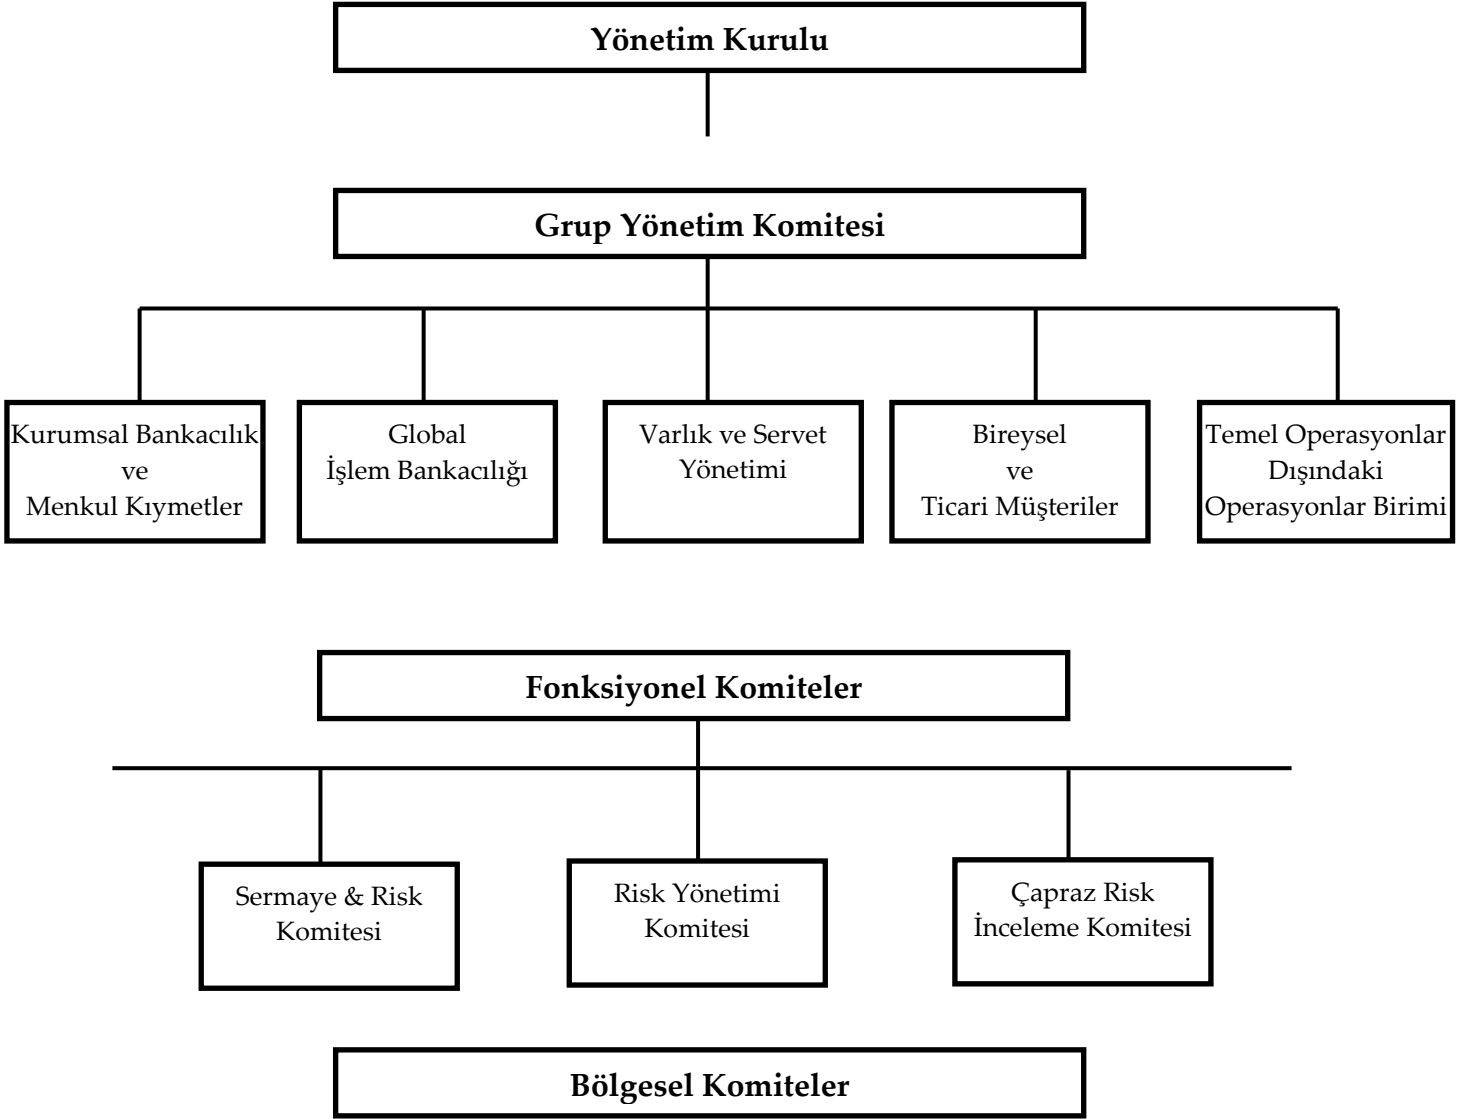 Yönetim Kurulu
Grup Yönetim Komitesi
Kurumsal Bankacılık
ve
Menkul Kıymetler
Global
İşlem Bankacılığı
Varlık ve Servet
Yönetimi
Bireysel
ve
Ticari Müşteriler
Temel Operasyonlar
Dışındaki
Operasyonlar Birimi
Fonksiyonel Komiteler
Sermaye & Risk
Komitesi
Risk Yönetimi
Komitesi
Çapraz Risk
İnceleme Komitesi
Bölgesel Komiteler